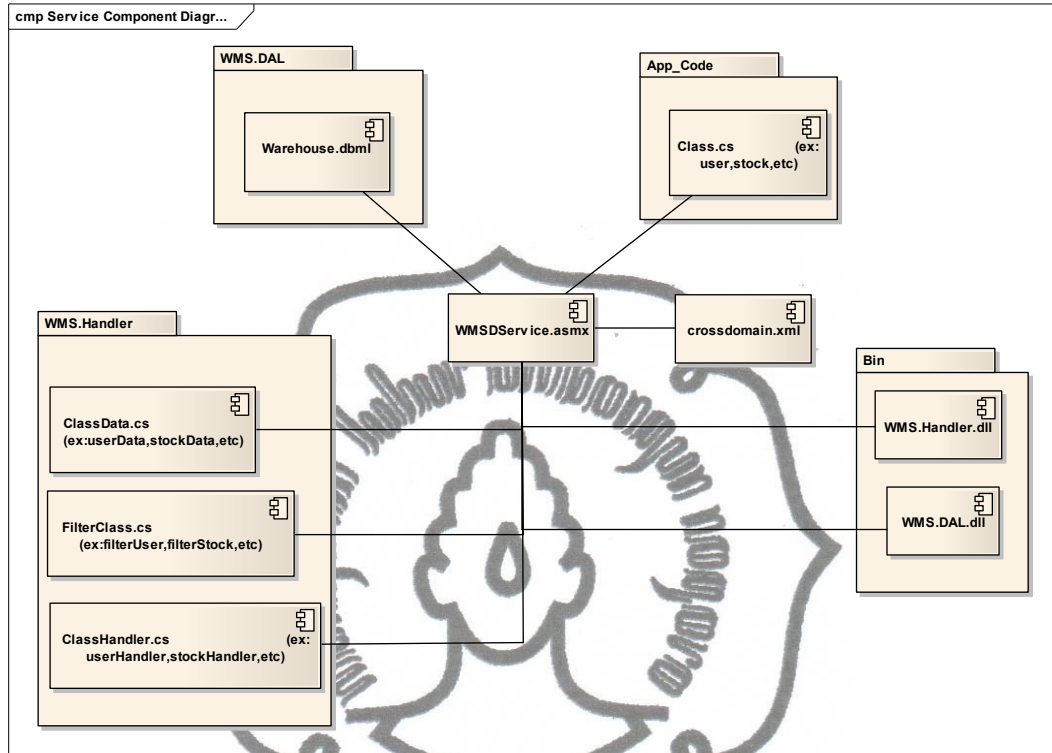 cmp Service Component Diagr...
WMS.DAL
Warehouse.dbml
App_Code
Class.cs (ex:
user,stock,etc)
WMSDService.asmx
crossdomain.xml
WMS.Handler
ClassData.cs
(ex:userData,stockData,etc)
FilterClass.cs
(ex:filterUser,filterStock,etc)
ClassHandler.cs (ex:
userHandler,stockHandler,etc)
Bin
WMS.Handler.dll
WMS.DAL.dll